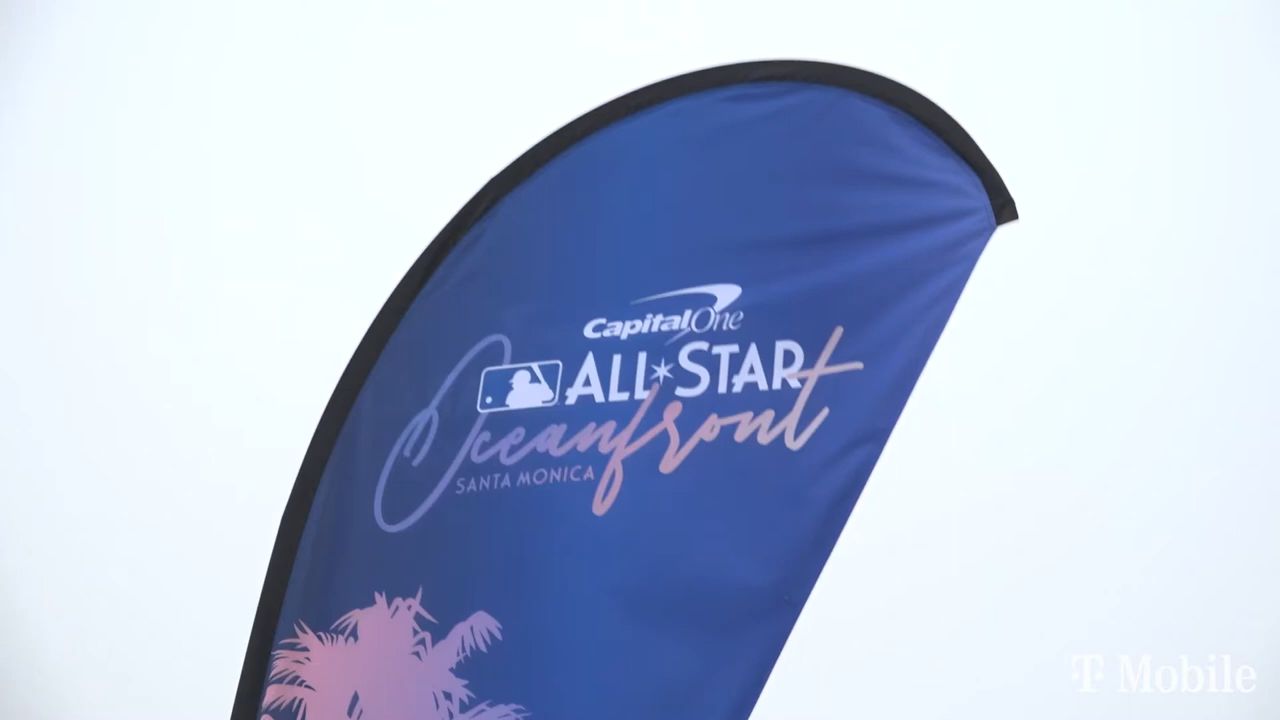 CapitalOne
ALL★STAR
Oceanfront
SANTA MONICA
T Mobile